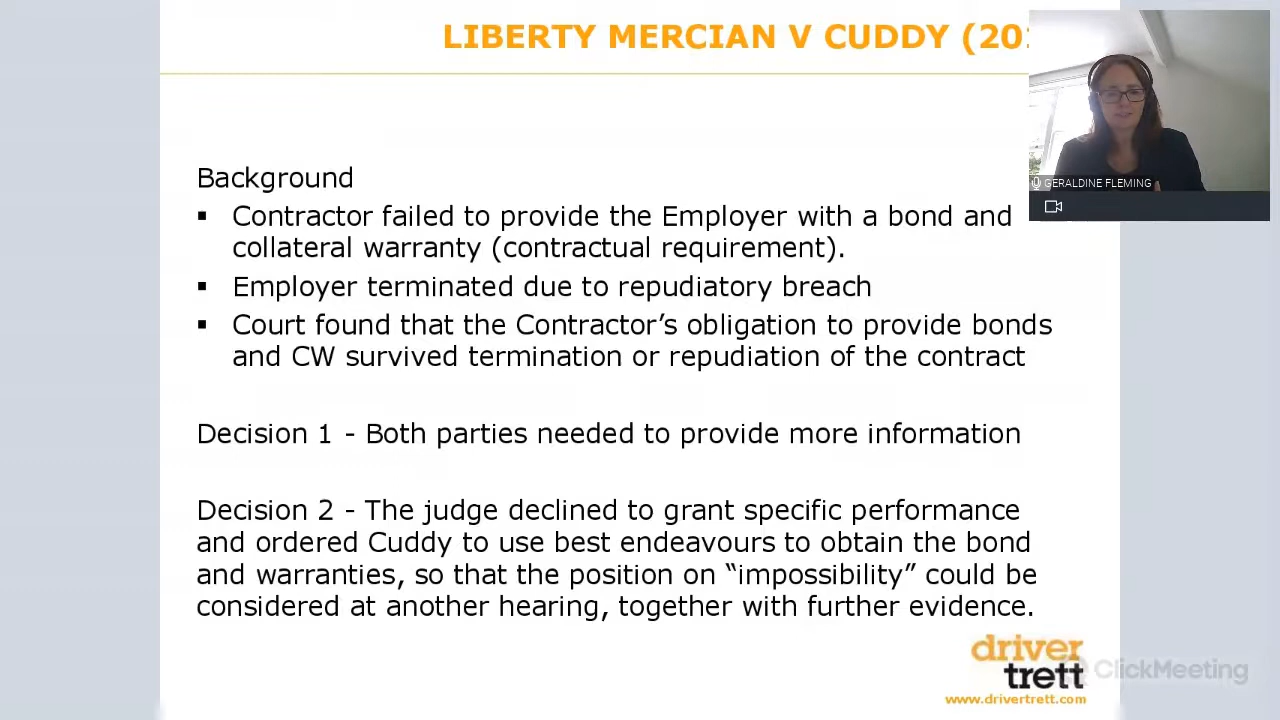 LIBERTY MERCIAN V CUDDY (201
GERALDINE FLEMING
Background
▪ Contractor failed to provide the Employer with a bond and
collateral warranty (contractual requirement).
▪ Employer terminated due to repudiatory breach
▪ Court found that the Contractor’s obligation to provide bonds
and CW survived termination or repudiation of the contract
Decision 1 - Both parties needed to provide more information
Decision 2 - The judge declined to grant specific performance
and ordered Cuddy to use best endeavours to obtain the bond
and warranties, so that the position on “impossibility” could be
considered at another hearing, together with further evidence.
driver
trett
ClickMeeting
www.drivertrett.com